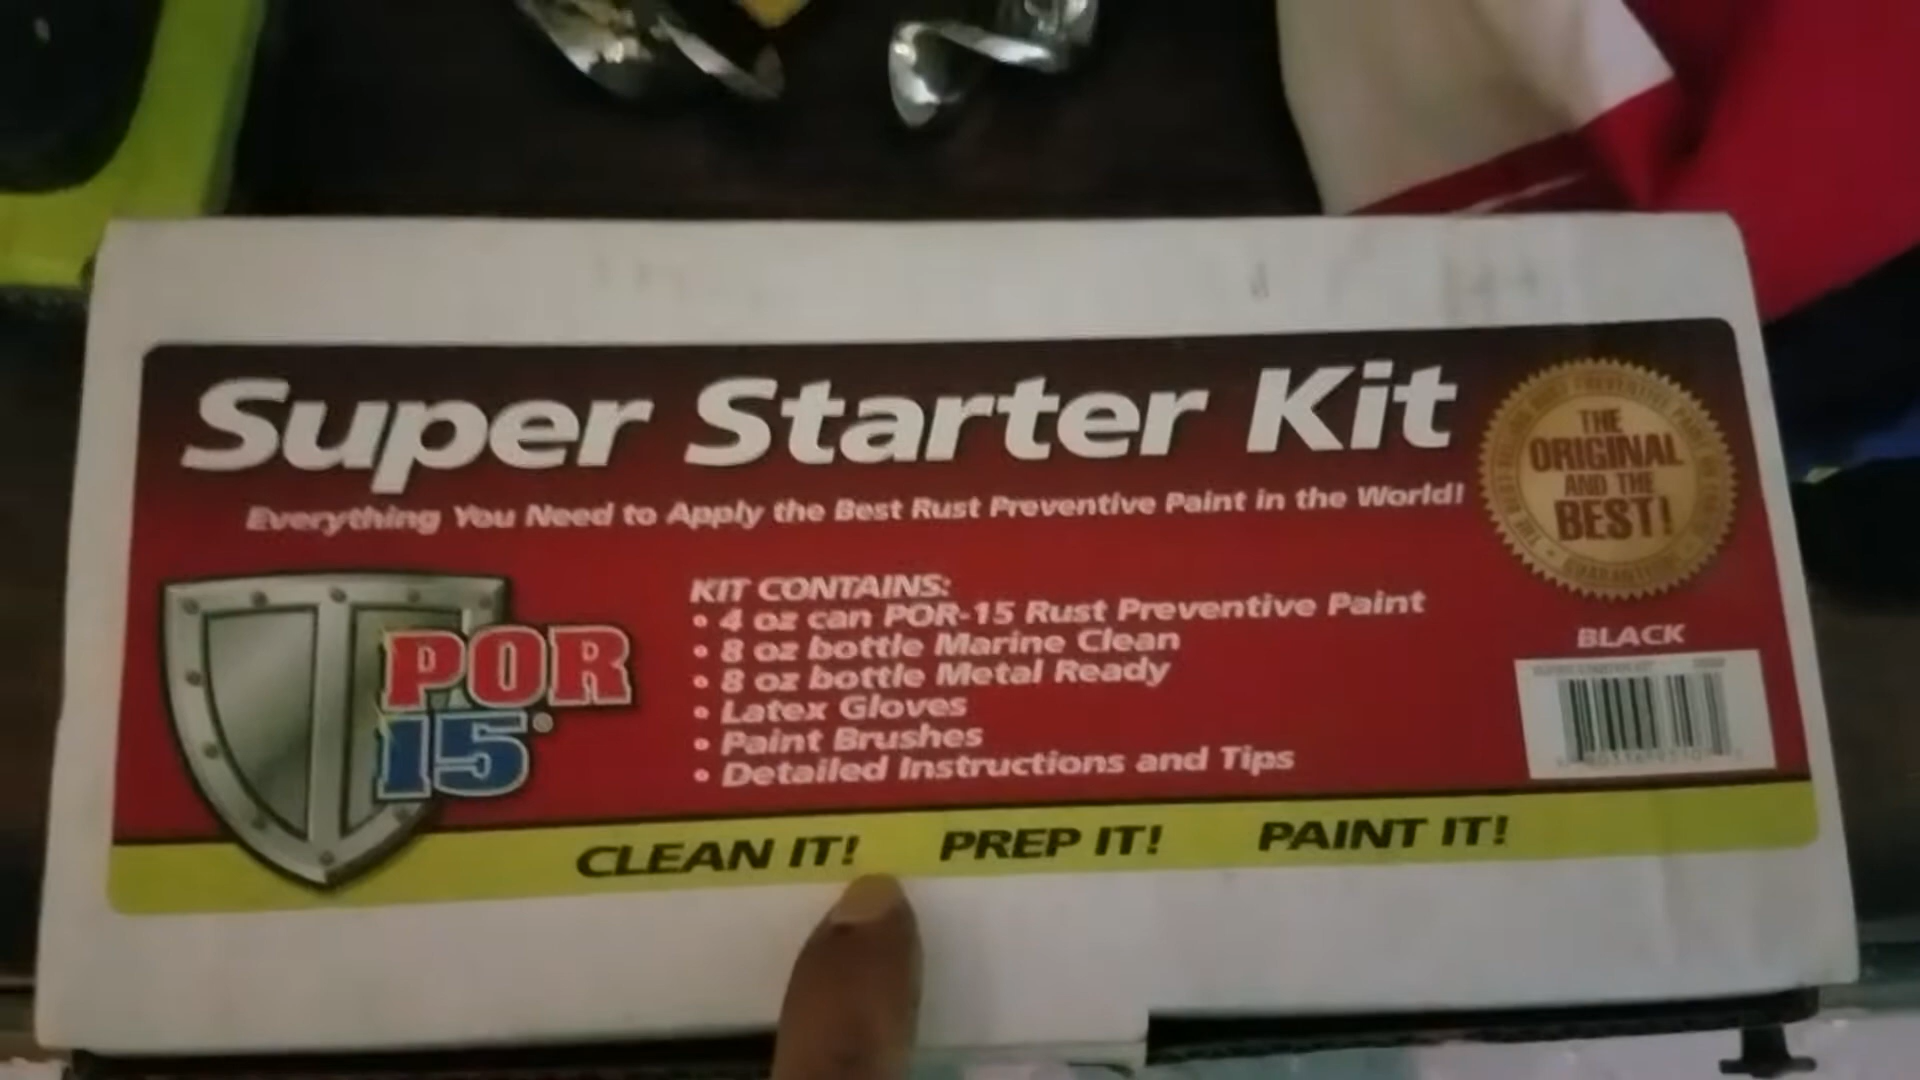 Super Starter Kit
Everything You Need to Apply the Best Rust Preventive Paint in the World!
THE
ORIGINAL
AND THE
BEST!
POR
15®
KIT CONTAINS:
• 4 oz can POR-15 Rust Preventive Paint
• 8 oz bottle Marine Clean
• 8 oz bottle Metal Ready
• Latex Gloves
• Paint Brushes
• Detailed Instructions and Tips
BLACK
CLEAN IT! PREP IT! PAINT IT!